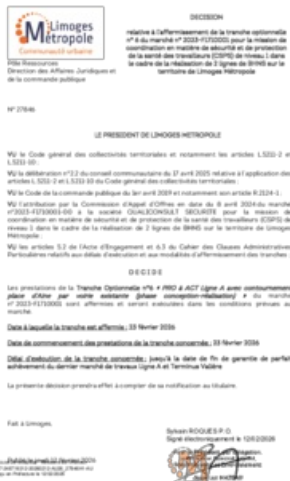 Limoges
Métropole
Communauté urbaine
DECISION
relative à l'affermissement de la tranche optionnelle
n° 6 du marché n° 2023-F1710001 pour la mission de
coordination en matière de sécurité et de protection
de la santé des travailleurs (CSPS) de niveau 1 dans
le cadre de la réalisation de 2 lignes de BHNS sur le
territoire de Limoges Métropole
Pôle Ressources
Direction des Affaires Juridiques et
de la commande publique
N° 27846
LE PRESIDENT DE LIMOGES METROPOLE
VU le Code général des collectivités territoriales et notamment les articles L.5211-2 et
L.5211-10 ;
VU la délibération n°2.2 du conseil communautaire du 17 avril 2025 relative à l'application des
articles L.5211-2 et L.5211-10 du Code général des collectivités territoriales ;
VU le Code de la commande publique du 1er avril 2019 et notamment son article R.2124-1.
VU l'attribution par la Commission d'Appel d'Offres en date du 8 avril 2024 du marché
n°2023-F1710001-00 à la société QUALICONSULT SECURITE pour la mission de
coordination en matière de sécurité et de protection de la santé des travailleurs (CSPS) de
niveau 1 dans le cadre de la réalisation de 2 lignes de BHNS sur le territoire de Limoges
Métropole ;
VU les articles 5.2 de l'Acte d'Engagement et 4.3 du Cahier des Clauses Administratives
Particulières relatifs aux délais d'exécution et aux modalités d'affermissement des tranches ;
D E C I D E
Les prestations de la Tranche Optionnelle n°6 « PRO à ACT Ligne A avec contournement
place d'Aine par voirie existante (phase conception-réalisation) » du marché
n° 2023-F1710001 sont affermies et seront exécutées dans les conditions prévues au
marché.
Date à laquelle la tranche est affermie : 23 février 2026
Date de commencement des prestations de la tranche concernée : 23 février 2026
Délai d'exécution de la tranche concernée : jusqu'à la date de fin de garantie de parfait
achèvement du dernier marché de travaux Ligne A et Terminus Vallière
La présente décision prendra effet à compter de sa notification au titulaire.
Fait à Limoges,
Sylvain ROQUES P.O.
Signé électroniquement le 12/02/2026
Publié le jeudi 12 février 2026